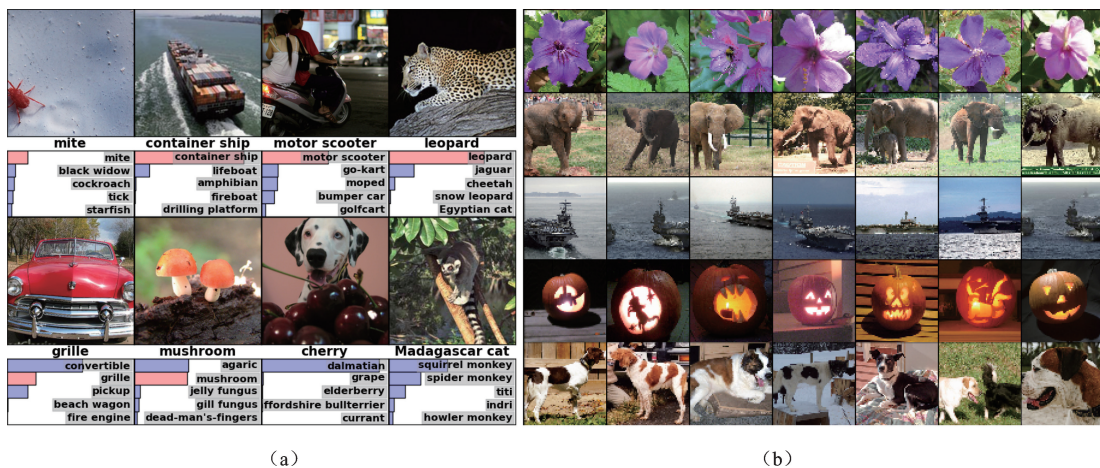 mite
container ship
motor scooter
leopard
mite
black widow
cockroach
tick
starfish
container ship
lifeboat
amphibian
fireboat
drilling platform
motor scooter
go-kart
moped
bumper car
golfcart
leopard
jaguar
cheetah
snow leopard
Egyptian cat
grille
mushroom
cherry
Madagascar cat
convertible
grille
pickup
beach wagon
fire engine
agaric
mushroom
jelly fungus
gill fungus
dead-man's-fingers
dalmatian
grape
elderberry
ffordshire bullterrier
currant
squirrel monkey
spider monkey
titi
indri
howler monkey
(a)
(b)